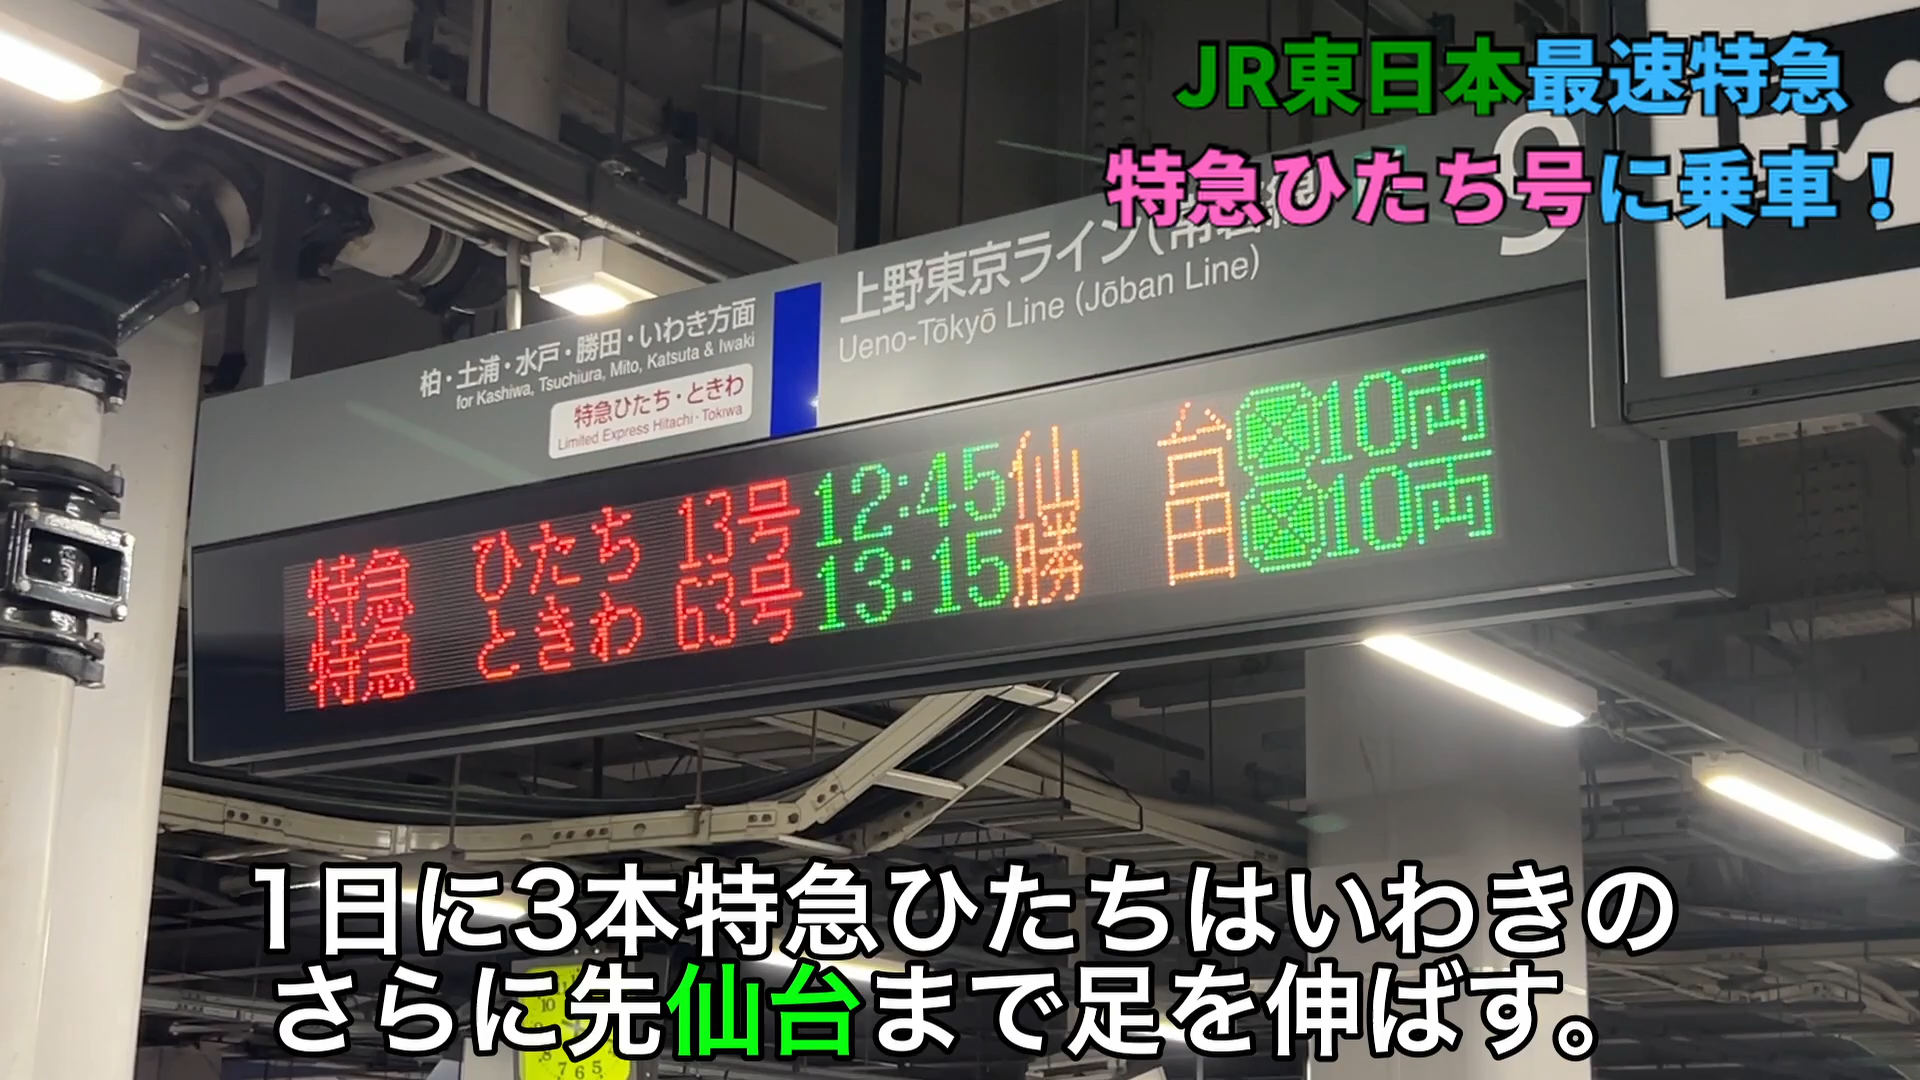 JR東日本最速特急
特急ひたち号に乗車！
9
上野東京ライン(常磐線)
Ueno-Tōkyō Line (Jōban Line)
柏・土浦・水戸・勝田・いわき方面
for Kashiwa, Tsuchiura, Mito, Katsuta & Iwaki
特急ひたち・ときわ
Limited Express Hitachi・Tokiwa
特急 ひたち 13号 12:45 仙台 10両
特急 ときわ 63号 13:15 勝田 10両
1日に3本特急ひたちはいわきの
さらに先仙台まで足を伸ばす。